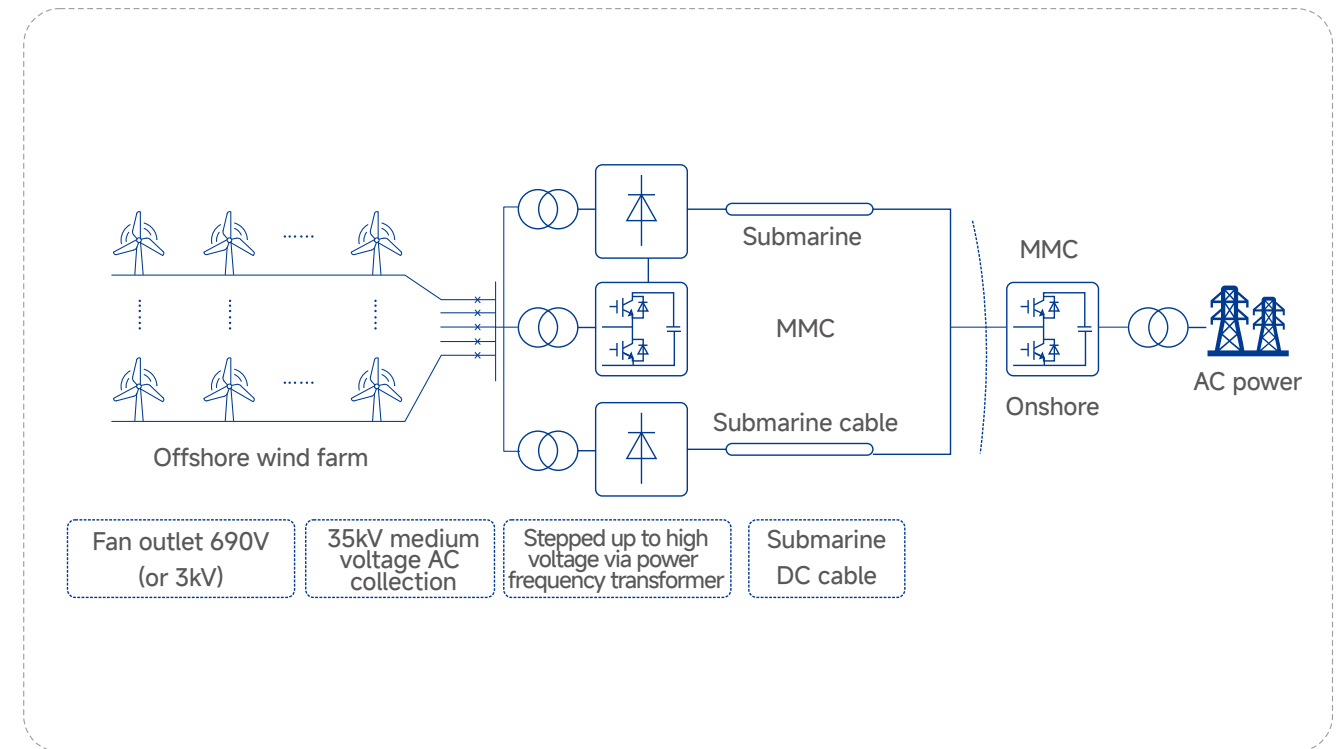 Submarine
MMC
MMC
AC power
Onshore
Submarine cable
Offshore wind farm
Fan outlet 690V
(or 3kV)
35kV medium
voltage AC
collection
Stepped up to high
voltage via power
frequency transformer
Submarine
DC cable